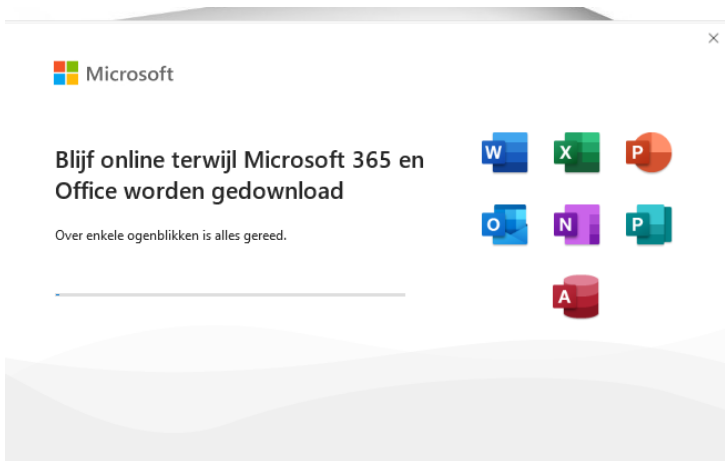 Microsoft
Blijf online terwijl Microsoft 365 en
Office worden gedownload
Over enkele ogenblikken is alles gereed.
W X P
O N P
A